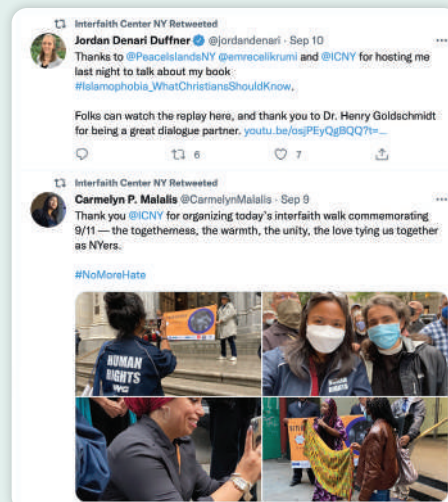 Interfaith Center NY Retweeted
Jordan Denari Duffner @jordandenari · Sep 10
Thanks to @PeaceIslandsNY @emrecelikrumi and @ICNY for hosting me
last night to talk about my book
#Islamophobia_WhatChristiansShouldKnow.
Folks can watch the replay here, and thank you to Dr. Henry Goldschmidt
for being a great dialogue partner. youtu.be/osjPEyQgBQQ?t=...
6
7
Interfaith Center NY Retweeted
Carmelyn P. Malalis @CarmelynMalalis · Sep 9
Thank you @ICNY for organizing today's interfaith walk commemorating
9/11 — the togetherness, the warmth, the unity, the love tying us together
as NYers.
#NoMoreHate
HUMAN
RIGHTS